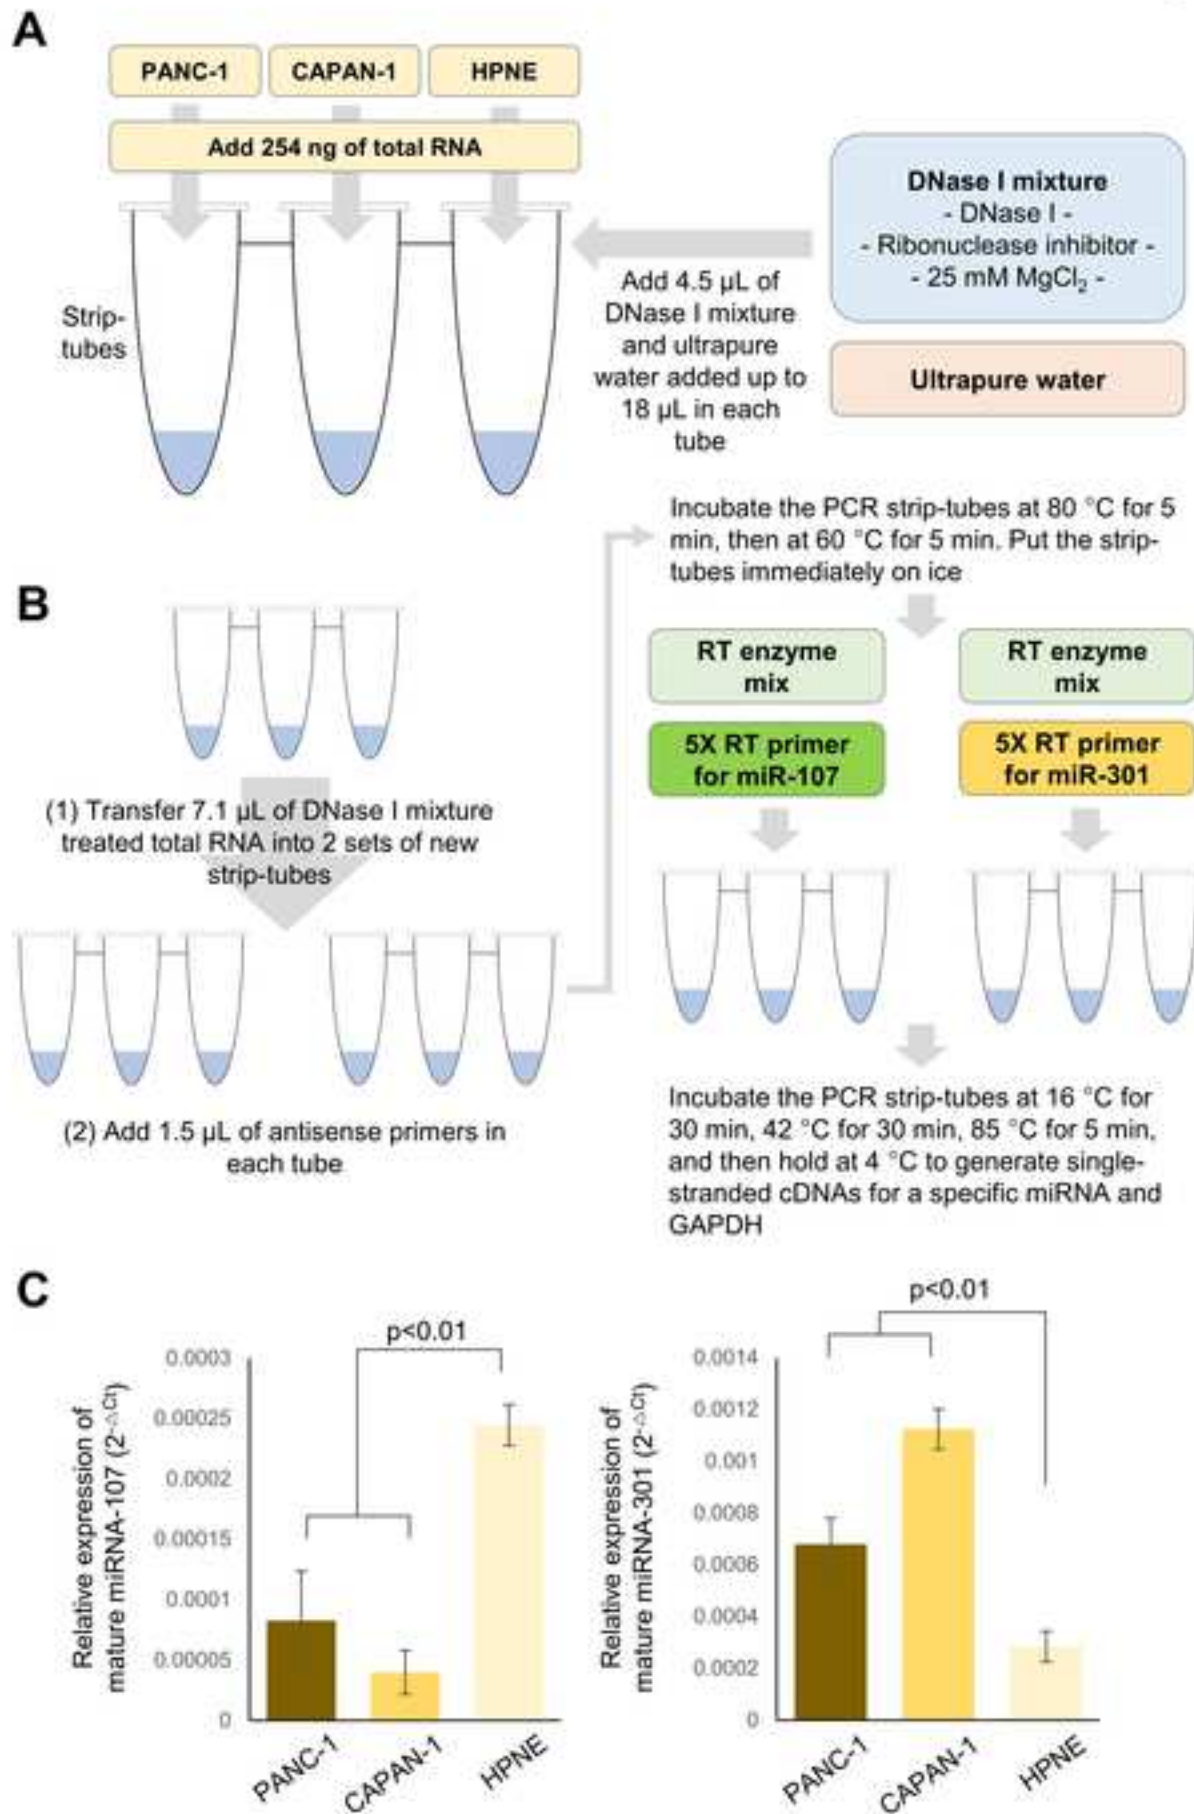 A
PANC-1
CAPAN-1
HPNE
Add 254 ng of total RNA
Strip-
tubes
DNase I mixture
- DNase I -
- Ribonuclease inhibitor -
- 25 mM MgCl₂ -
Add 4.5 µL of
DNase I mixture
and ultrapure
water added up to
18 µL in each
tube
Ultrapure water
B
(1) Transfer 7.1 µL of DNase I mixture
treated total RNA into 2 sets of new
strip-tubes
(2) Add 1.5 µL of antisense primers in
each tube
Incubate the PCR strip-tubes at 80 °C for 5
min, then at 60 °C for 5 min. Put the strip-
tubes immediately on ice
RT enzyme
mix
RT enzyme
mix
5X RT primer
for miR-107
5X RT primer
for miR-301
Incubate the PCR strip-tubes at 16 °C for
30 min, 42 °C for 30 min, 85 °C for 5 min,
and then hold at 4 °C to generate single-
stranded cDNAs for a specific miRNA and
GAPDH
C
Relative expression of
mature miRNA-107 (2^-△Ct)
0.0003
0.00025
0.0002
0.00015
0.0001
0.00005
0
p<0.01
PANC-1
CAPAN-1
HPNE
Relative expression of
mature miRNA-301 (2^-△Ct)
0.0014
0.0012
0.001
0.0008
0.0006
0.0004
0.0002
0
p<0.01
PANC-1
CAPAN-1
HPNE